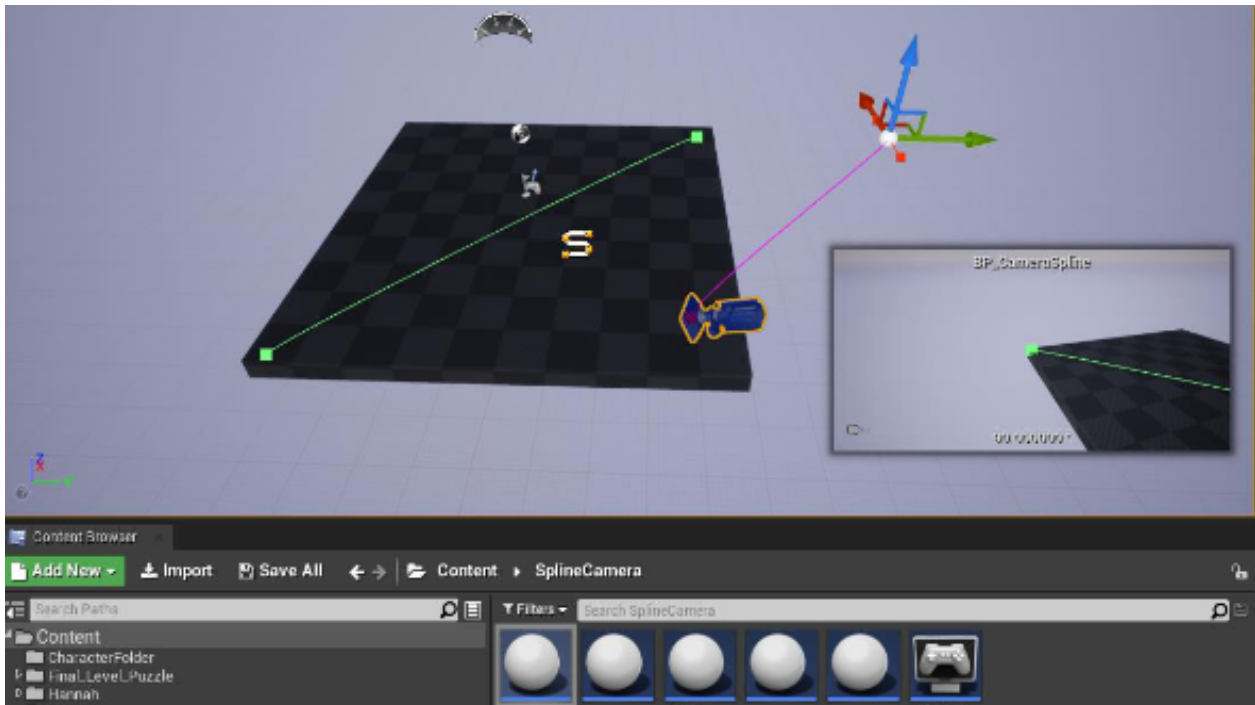 S
BP_CameraSpline
Z
X
Y
Content Browser
Add New Import Save All Content SplineCamera
Search Paths Filters Search SplineCamera
Content
CharacterFolder
Final_Level_Puzzle
Hannah